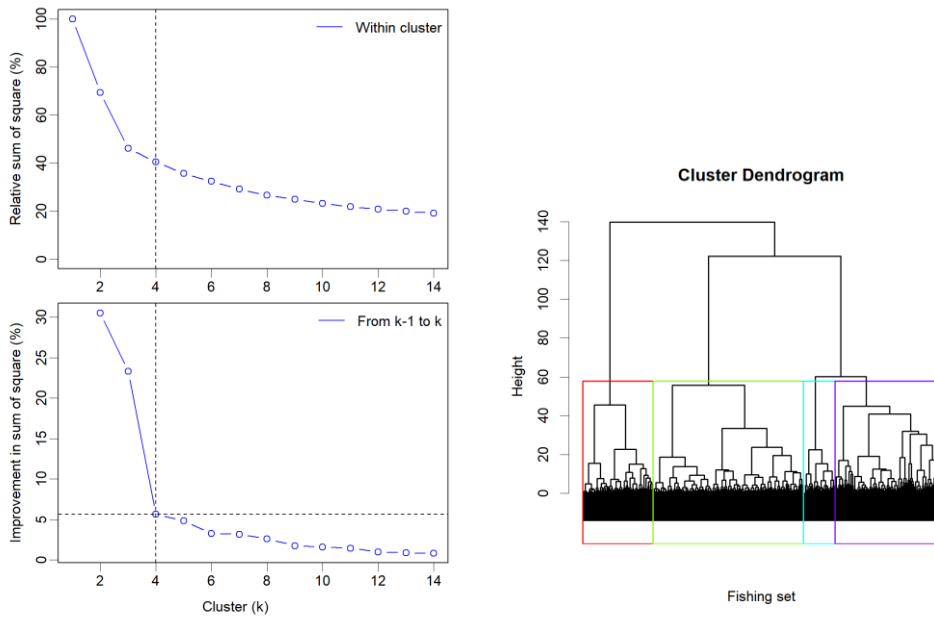 Within cluster
Relative sum of square (%)
100
80
60
40
20
0
2 4 6 8 10 12 14
From k-1 to k
Improvement in sum of square (%)
30
25
20
15
10
5
0
2 4 6 8 10 12 14
Cluster (k)
Cluster Dendrogram
Height
140
120
100
80
60
40
20
0
Fishing set